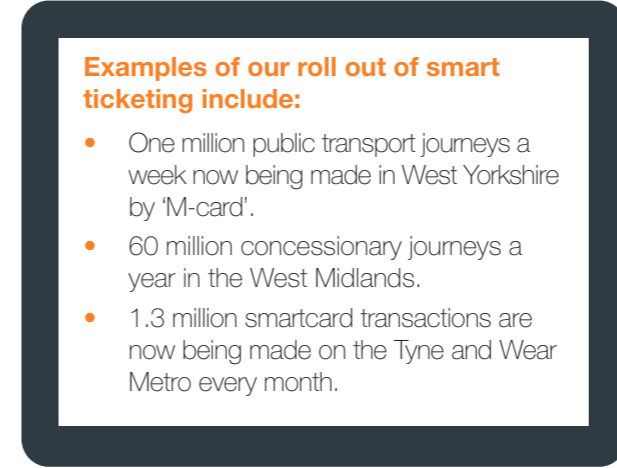 Examples of our roll out of smart
ticketing include:
• One million public transport journeys a
week now being made in West Yorkshire
by ‘M-card’.
• 60 million concessionary journeys a
year in the West Midlands.
• 1.3 million smartcard transactions are
now being made on the Tyne and Wear
Metro every month.